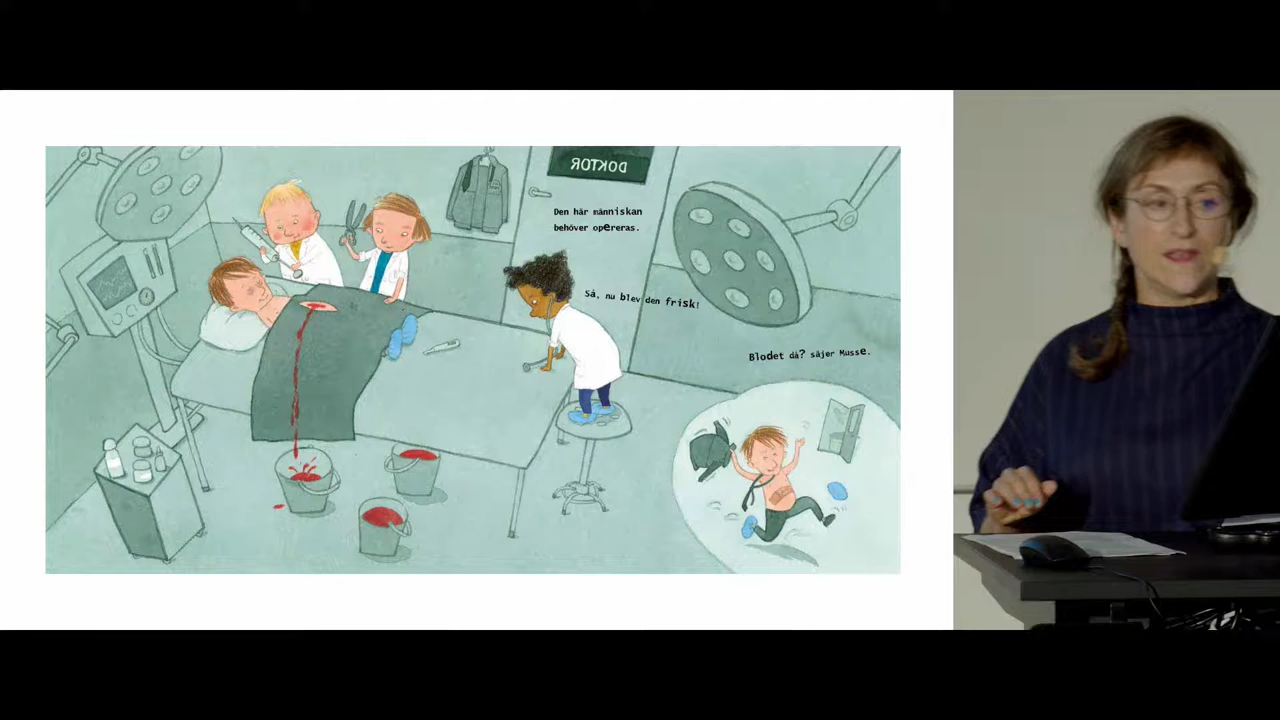 DOKTOR
Den här människan
behöver opereras.
Så, nu blev den frisk!
Blodet då? säjer Musse.